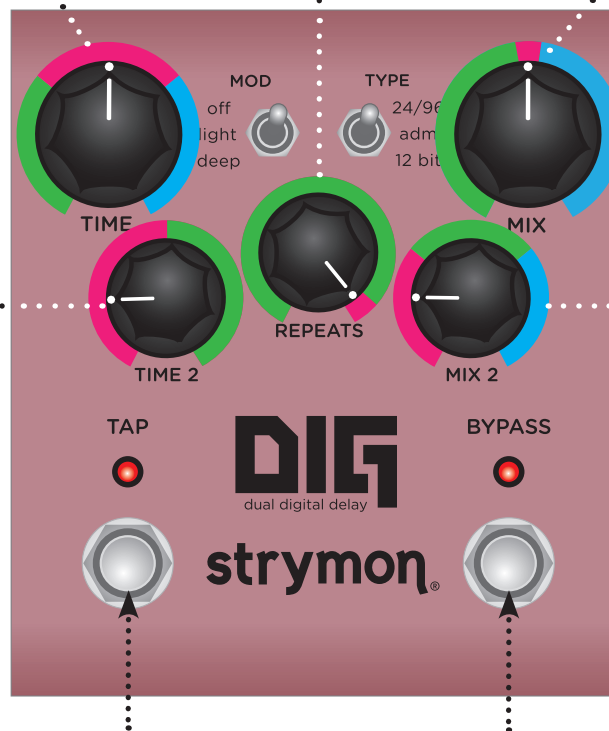 MOD
off
light
deep
TYPE
24/96
adm
12 bit
TIME
MIX
REPEATS
TIME 2
MIX 2
TAP
BYPASS
DIG
dual digital delay
strymon®